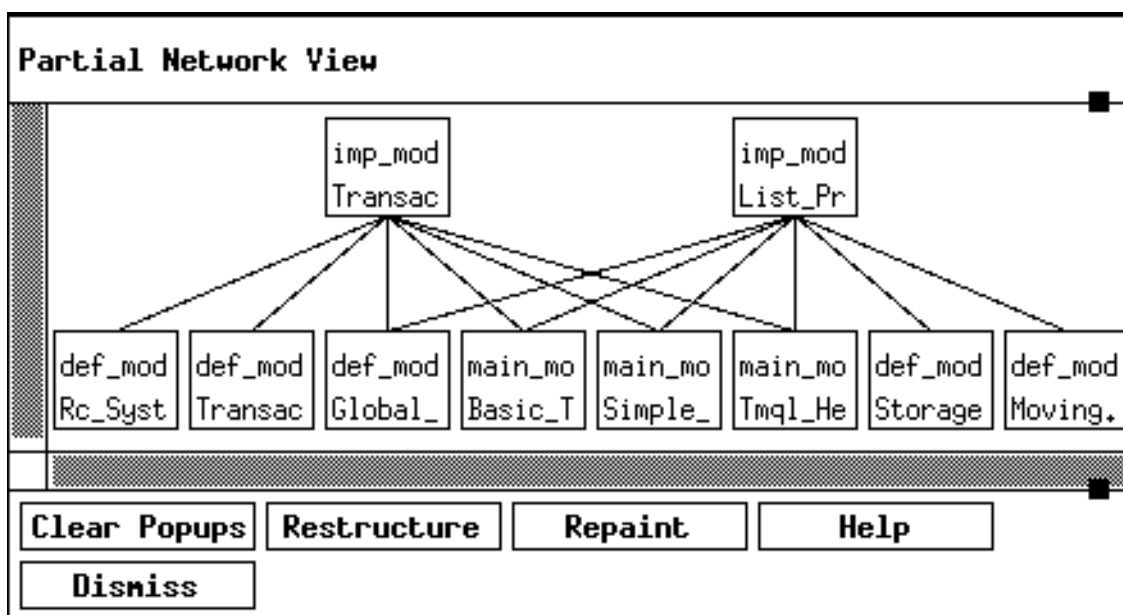 Partial Network View
imp_mod
Transac
imp_mod
List_Pr
def_mod
Rc_Syst
def_mod
Transac
def_mod
Global_
main_mo
Basic_T
main_mo
Simple_
main_mo
Tmql_He
def_mod
Storage
def_mod
Moving.
Clear Popups
Restructure
Repaint
Help
Dismiss